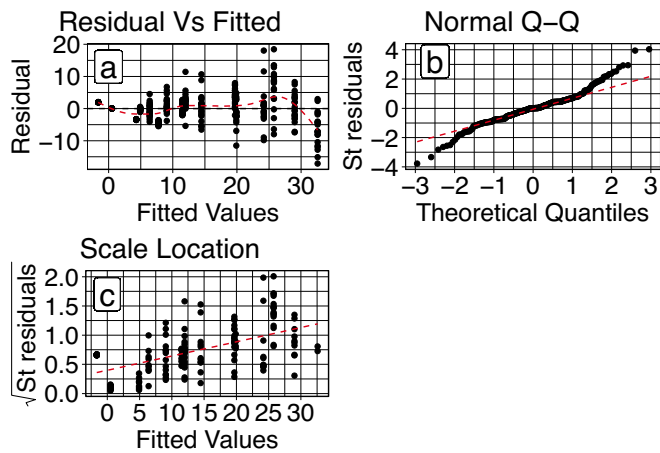 Residual Vs Fitted
Normal Q−Q
a
b
Residual
20
10
0
−10
0
10
20
30
Fitted Values
St residuals
4
2
0
−2
−4
−3
−2
−1
0
1
2
3
Theoretical Quantiles
Scale Location
c
√St residuals
2.0
1.5
1.0
0.5
0.0
0
5
10
15
20
25
30
Fitted Values